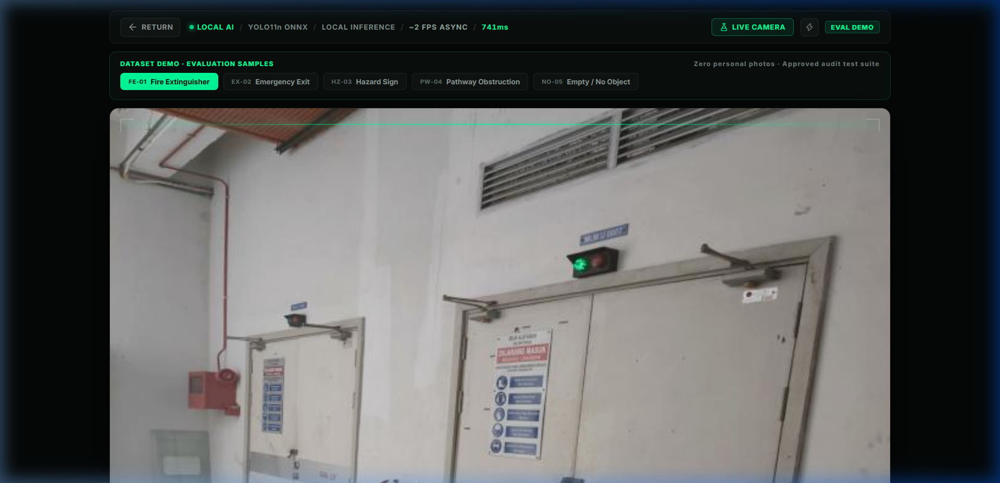 RETURN
LOCAL AI / YOLO11n ONNX / LOCAL INFERENCE / ~2 FPS ASYNC / 741ms
LIVE CAMERA
EVAL DEMO
DATASET DEMO · EVALUATION SAMPLES
Zero personal photos · Approved audit test suite
FE-01 Fire Extinguisher
EX-02 Emergency Exit
HZ-03 Hazard Sign
PW-04 Pathway Obstruction
NO-05 Empty / No Object
DILARANG MASUK